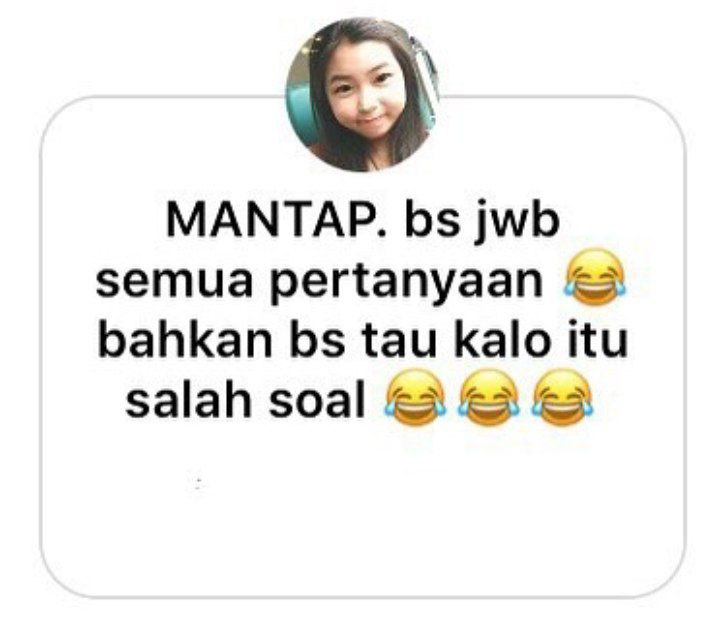 MANTAP. bs jwb
semua pertanyaan 😂
bahkan bs tau kalo itu
salah soal 😂😂😂